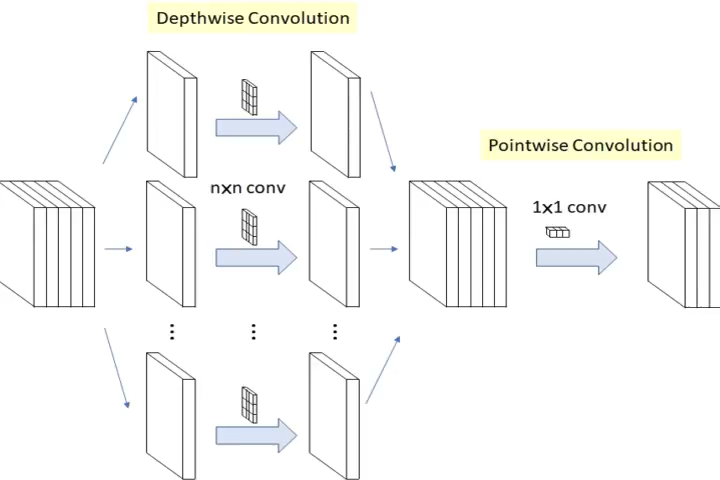 Depthwise Convolution
Pointwise Convolution
nxn conv
1x1 conv